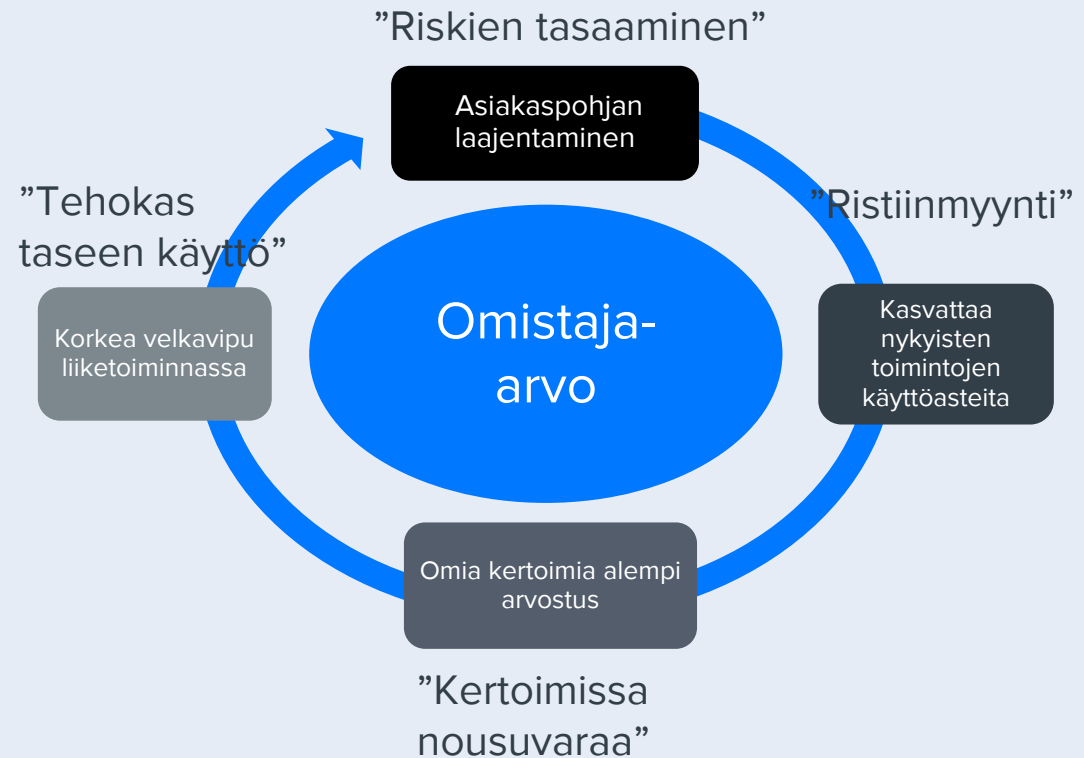 ”Riskien tasaaminen”
Asiakaspohjan
laajentaminen
”Ristiinmyynti”
Kasvattaa
nykyisten
toimintojen
käyttöasteita
Omia kertoimia alempi
arvostus
”Kertoimissa
nousuvaraa”
”Tehokas
taseen käyttö”
Korkea velkavipu
liiketoiminnassa
Omistaja-
arvo